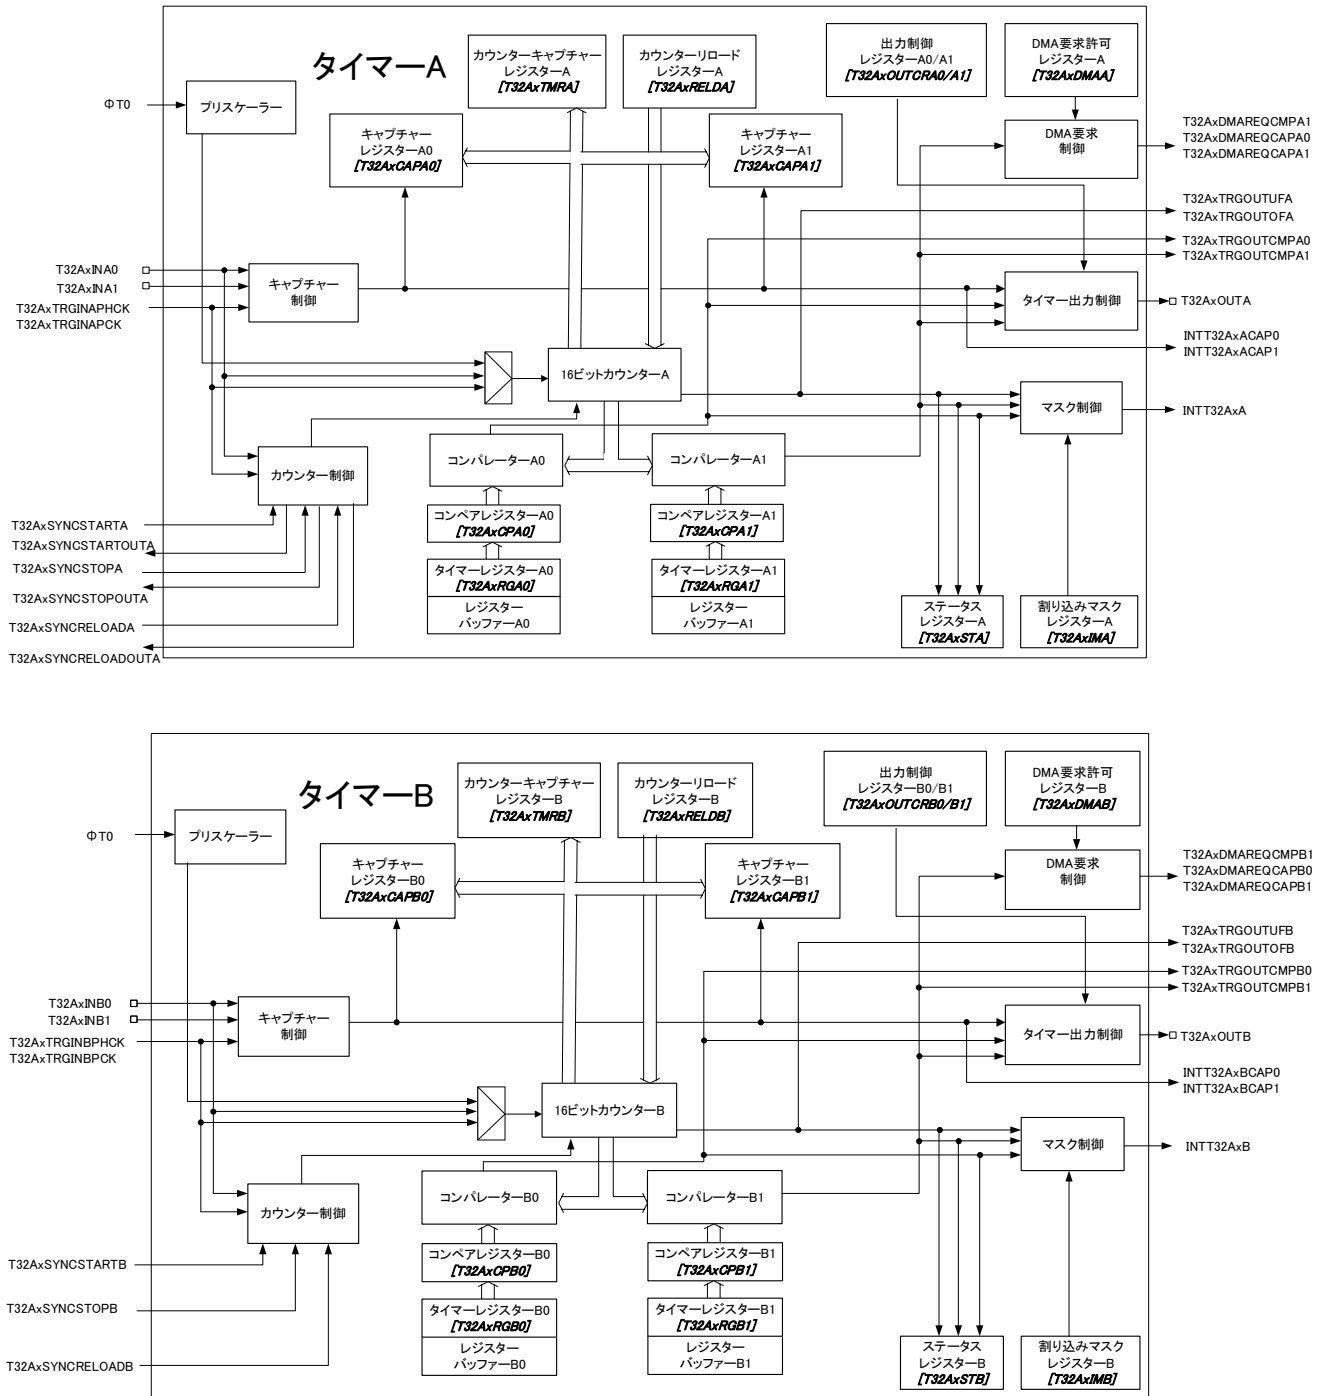 タイマーA
カウンターキャプチャー
レジスターA
[T32AxTMRA]
カウンターリロード
レジスターA
[T32AxRELDA]
出力制御
レジスターA0/A1
[T32AxOUTCRA0/A1]
DMA要求許可
レジスターA
[T32AxDMAA]
ΦT0
プリスケーラー
キャプチャー
レジスターA0
[T32AxCAPA0]
キャプチャー
レジスターA1
[T32AxCAPA1]
DMA要求
制御
T32AxDMAREQCMPA1
T32AxDMAREQCAPA0
T32AxDMAREQCAPA1
T32AxTRGOUTUFA
T32AxTRGOUTOFA
T32AxTRGOUTCMPA0
T32AxTRGOUTCMPA1
T32AxINA0
T32AxINA1
T32AxTRGINAPHCK
T32AxTRGINAPCK
キャプチャー
制御
タイマー出力制御
T32AxOUTA
INTT32AxACAP0
INTT32AxACAP1
16ビットカウンターA
マスク制御
INTT32AxA
カウンター制御
コンパレーターA0
コンパレーターA1
コンペアレジスターA0
[T32AxCPA0]
コンペアレジスターA1
[T32AxCPA1]
タイマーレジスターA0
[T32AxRGA0]
レジスター
バッファーA0
タイマーレジスターA1
[T32AxRGA1]
レジスター
バッファーA1
T32AxSYNCSTARTA
T32AxSYNCSTARTOUTA
T32AxSYNCSTOPA
T32AxSYNCSTOPOUTA
T32AxSYNCRELOADA
T32AxSYNCRELOADOUTA
ステータス
レジスターA
[T32AxSTA]
割り込みマスク
レジスターA
[T32AxIMA]
タイマーB
カウンターキャプチャー
レジスターB
[T32AxTMRB]
カウンターリロード
レジスターB
[T32AxRELDB]
出力制御
レジスターB0/B1
[T32AxOUTCRB0/B1]
DMA要求許可
レジスターB
[T32AxDMAB]
ΦT0
プリスケーラー
キャプチャー
レジスターB0
[T32AxCAPB0]
キャプチャー
レジスターB1
[T32AxCAPB1]
DMA要求
制御
T32AxDMAREQCMPB1
T32AxDMAREQCAPB0
T32AxDMAREQCAPB1
T32AxTRGOUTUFB
T32AxTRGOUTOFB
T32AxTRGOUTCMPB0
T32AxTRGOUTCMPB1
T32AxINB0
T32AxINB1
T32AxTRGINBPHCK
T32AxTRGINBPCK
キャプチャー
制御
タイマー出力制御
T32AxOUTB
INTT32AxBCAP0
INTT32AxBCAP1
16ビットカウンターB
マスク制御
INTT32AxB
カウンター制御
コンパレーターB0
コンパレーターB1
コンペアレジスターB0
[T32AxCPB0]
コンペアレジスターB1
[T32AxCPB1]
タイマーレジスターB0
[T32AxRGB0]
レジスター
バッファーB0
タイマーレジスターB1
[T32AxRGB1]
レジスター
バッファーB1
T32AxSYNCSTARTB
T32AxSYNCSTOPB
T32AxSYNCRELOADB
ステータス
レジスターB
[T32AxSTB]
割り込みマスク
レジスターB
[T32AxIMB]